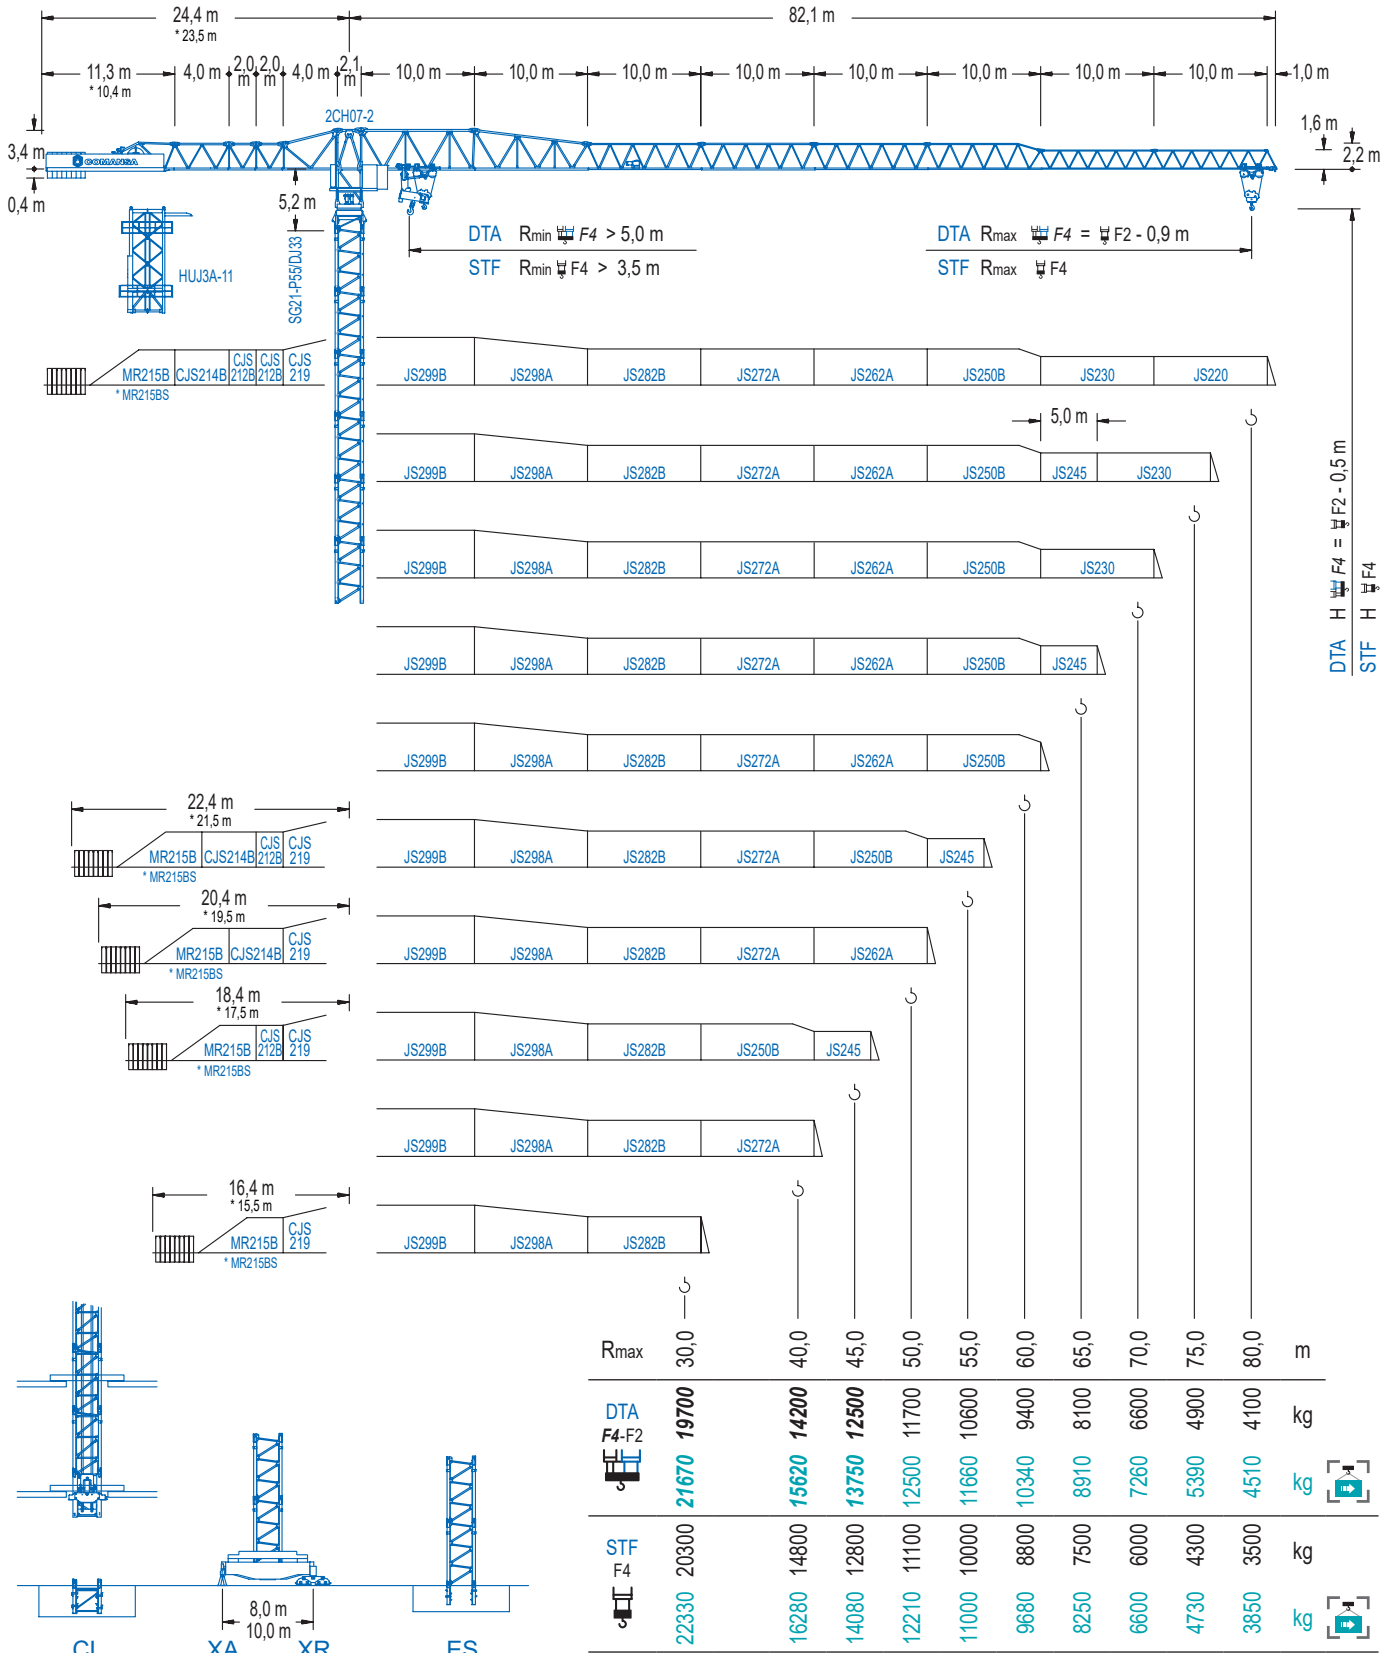 24,4 m
* 23,5 m
82,1 m
11,3 m
* 10,4 m
4,0 m
2,0 m
2,0 m
4,0 m
2,1 m
10,0 m
10,0 m
10,0 m
10,0 m
10,0 m
10,0 m
10,0 m
10,0 m
1,0 m
2CH07-2
COMANSA
3,4 m
0,4 m
1,6 m
2,2 m
5,2 m
SG21-P55/DJ33
HUJ3A-11
DTA Rmin F4 > 5,0 m
STF Rmin F4 > 3,5 m
DTA Rmax F4 = F2 - 0,9 m
STF Rmax F4
DTA H F4 = F2 - 0,5 m
STF H F4
MR215B CJS214B CJS 212B CJS 212B CJS 219
* MR215BS
JS299B JS298A JS282B JS272A JS262A JS250B JS230 JS220
5,0 m
JS299B JS298A JS282B JS272A JS262A JS250B JS245 JS230
JS299B JS298A JS282B JS272A JS262A JS250B JS230
JS299B JS298A JS282B JS272A JS262A JS250B JS245
JS299B JS298A JS282B JS272A JS262A JS250B
22,4 m
* 21,5 m
MR215B CJS214B CJS 212B CJS 219
* MR215BS
JS299B JS298A JS282B JS272A JS250B JS245
20,4 m
* 19,5 m
MR215B CJS214B CJS 219
* MR215BS
JS299B JS298A JS282B JS272A JS262A
18,4 m
* 17,5 m
MR215B CJS 212B CJS 219
* MR215BS
JS299B JS298A JS282B JS250B JS245
JS299B JS298A JS282B JS272A
16,4 m
* 15,5 m
MR215B CJS 219
* MR215BS
JS299B JS298A JS282B
Rmax 30,0 40,0 45,0 50,0 55,0 60,0 65,0 70,0 75,0 80,0 m
DTA 19700 14200 12500 11700 10600 9400 8100 6600 4900 4100 kg
F4-F2
21670 15620 13750 12500 11660 10340 8910 7260 5390 4510 kg
STF 20300 14800 12800 11100 10000 8800 7500 6000 4300 3500 kg
F4
22330 16280 14080 12210 11000 9680 8250 6600 4730 3850 kg
8,0 m
10,0 m
XA
XR